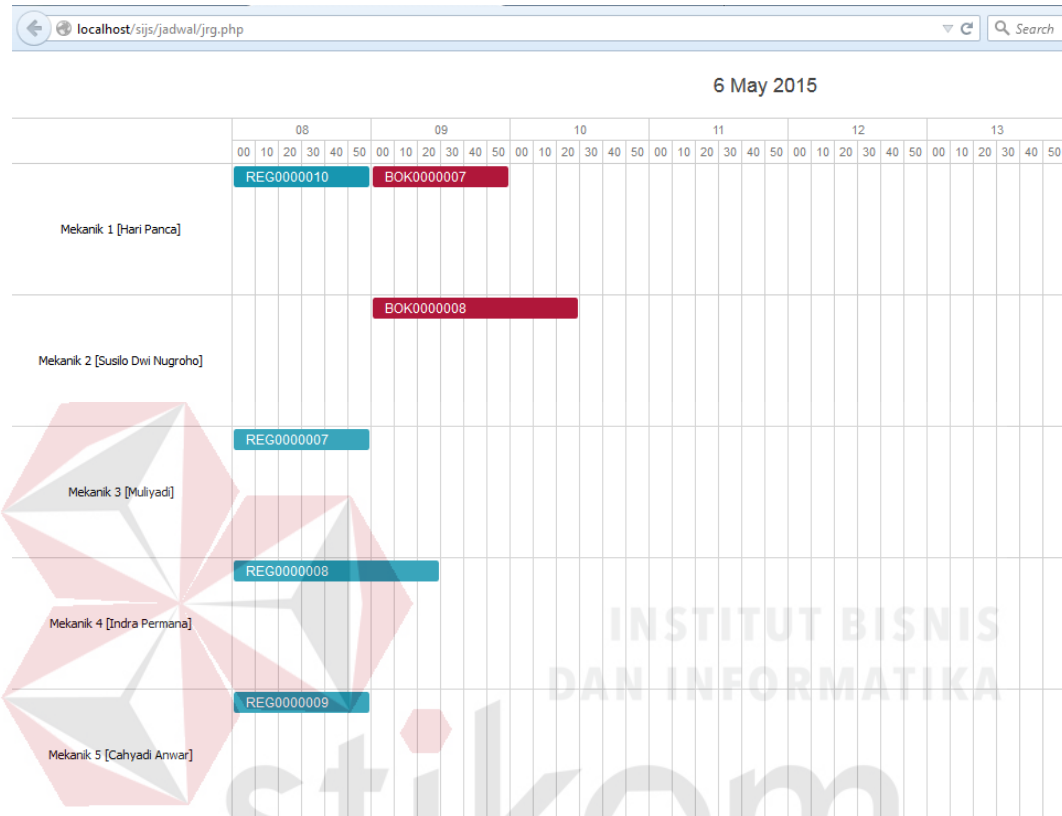 localhost/sijs/jadwal/jrg.php
Search
6 May 2015
08 09 10 11 12 13
00 10 20 30 40 50 00 10 20 30 40 50 00 10 20 30 40 50 00 10 20 30 40 50 00 10 20 30 40 50 00 10 20 30 40 50
REG0000010 BOK0000007
Mekanik 1 [Hari Panca]
BOK0000008
Mekanik 2 [Susilo Dwi Nugroho]
REG0000007
Mekanik 3 [Muliyadi]
REG0000008
Mekanik 4 [Indra Permana]
INSTITUT BISNIS
DAN INFORMATIKA
REG0000009
Mekanik 5 [Cahyadi Anwar]
stikom